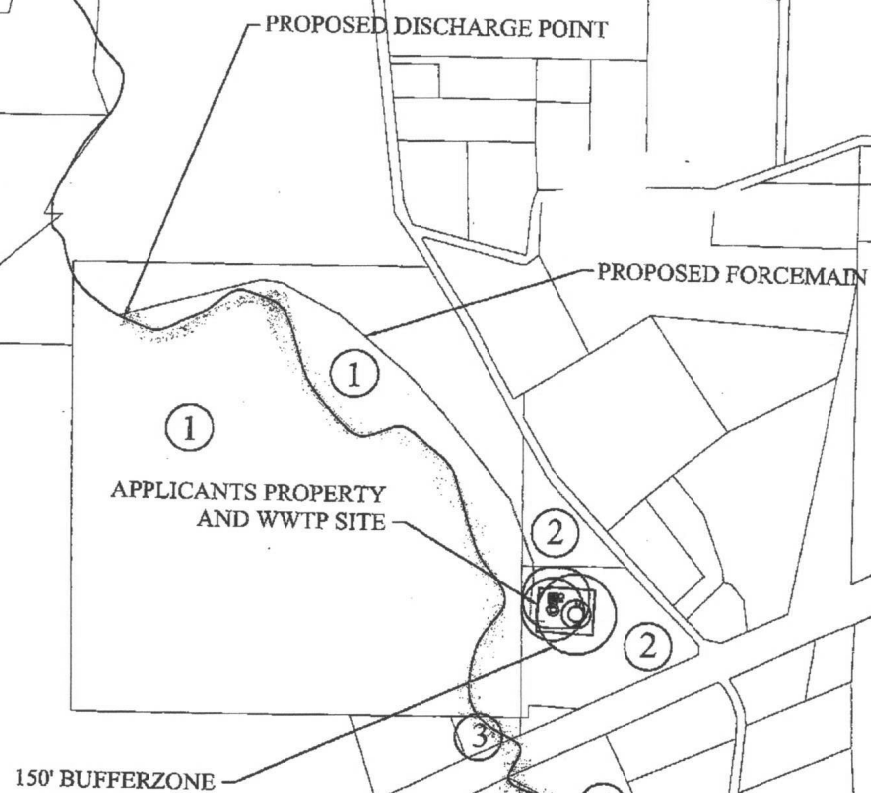 PROPOSED DISCHARGE POINT
PROPOSED FORCEMAIN
1
1
APPLICANTS PROPERTY
AND WWTP SITE
2
2
3
150' BUFFERZONE